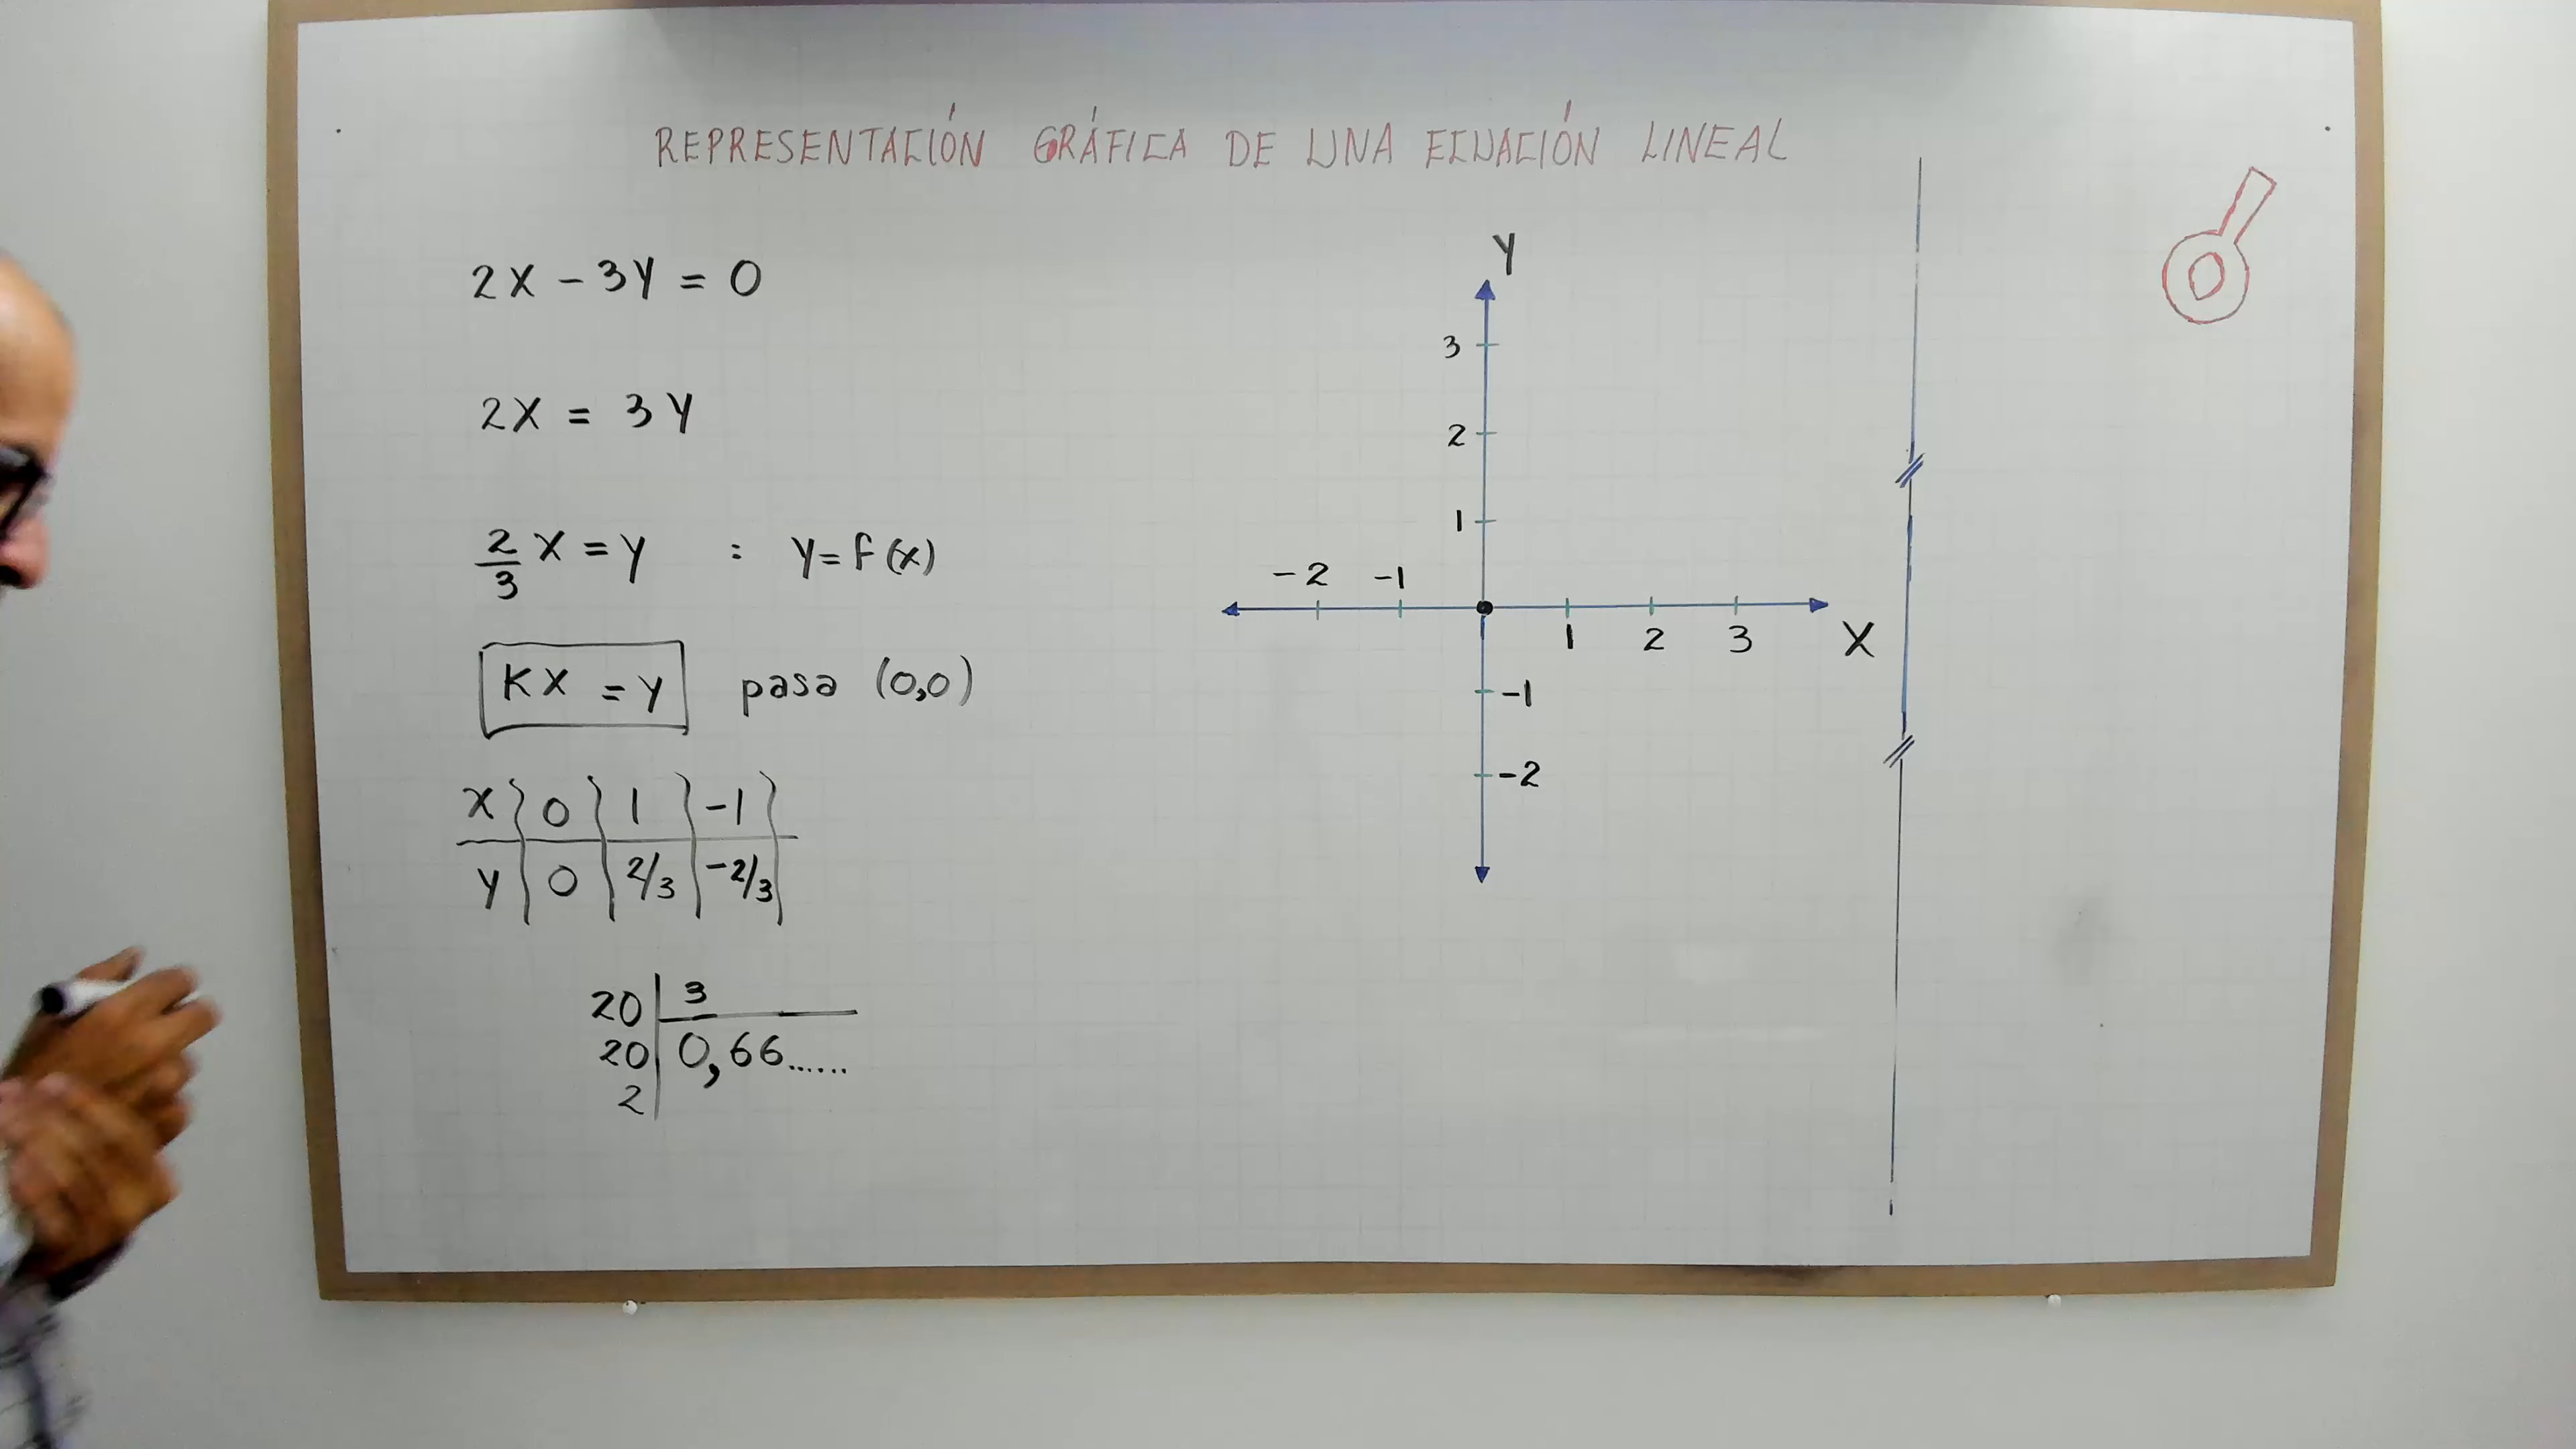 REPRESENTACIÓN GRÁFICA DE UNA ECUACIÓN LINEAL
2X - 3Y = 0
2X = 3Y
2/3 X = Y : Y = F(X)
KX = Y pasa (0,0)
X 0 1 -1
Y 0 2/3 -2/3
20 3
20 0,66......
2
Y
3
2
1
-2 -1
1 2 3 X
-1
-2